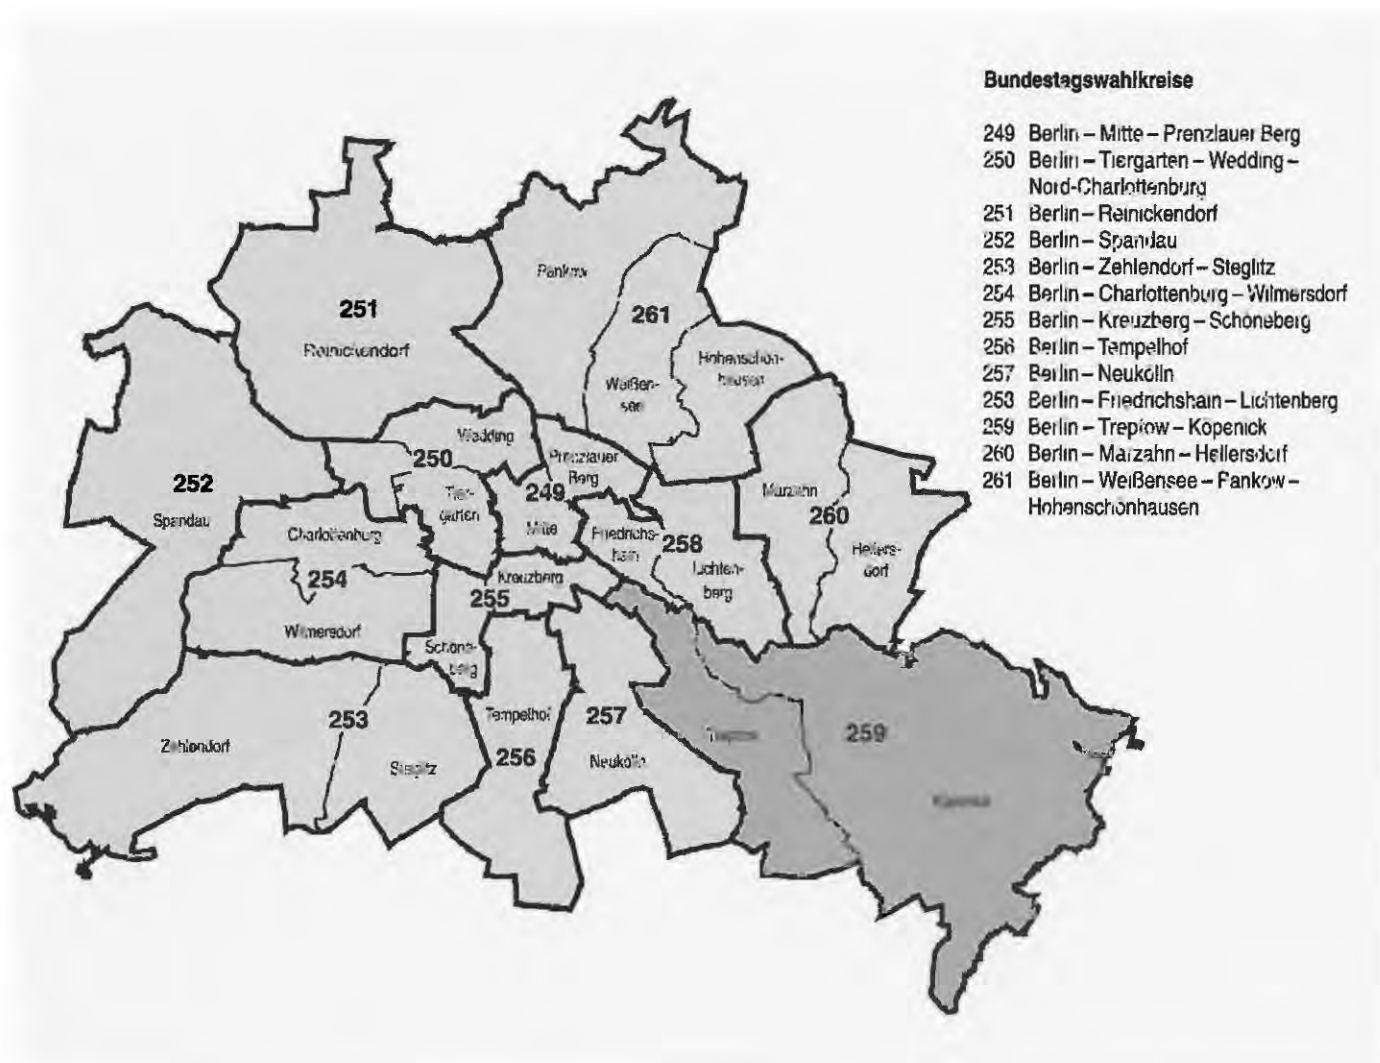 Bundestagswahlkreise
249 Berlin – Mitte – Prenzlauer Berg
250 Berlin – Tiergarten – Wedding –
Nord-Charlottenburg
251 Berlin – Reinickendorf
252 Berlin – Spandau
253 Berlin – Zehlendorf – Steglitz
254 Berlin – Charlottenburg – Wilmersdorf
255 Berlin – Kreuzberg – Schöneberg
256 Berlin – Tempelhof
257 Berlin – Neukölln
253 Berlin – Friedrichshain – Lichtenberg
259 Berlin – Treptow – Köpenick
260 Berlin – Marzahn – Hellersdorf
261 Berlin – Weißensee – Pankow –
Hohenschönhausen
Pankow
251
Reinickendorf
261
Hohenschön-
hausen
Weißen-
see
Wedding
250
Prenzlauer
Berg
252
Spandau
Tier-
garten
249
Mitte
Marzahn
260
Charlottenburg
Friedrichs-
hain
258
Lichten-
berg
Hellers-
dorf
254
Kreuzberg
255
Wilmersdorf
Schöne-
berg
253
Tempelhof
257
Treptow
259
Zehlendorf
Steglitz
256
Neukölln
Köpenick